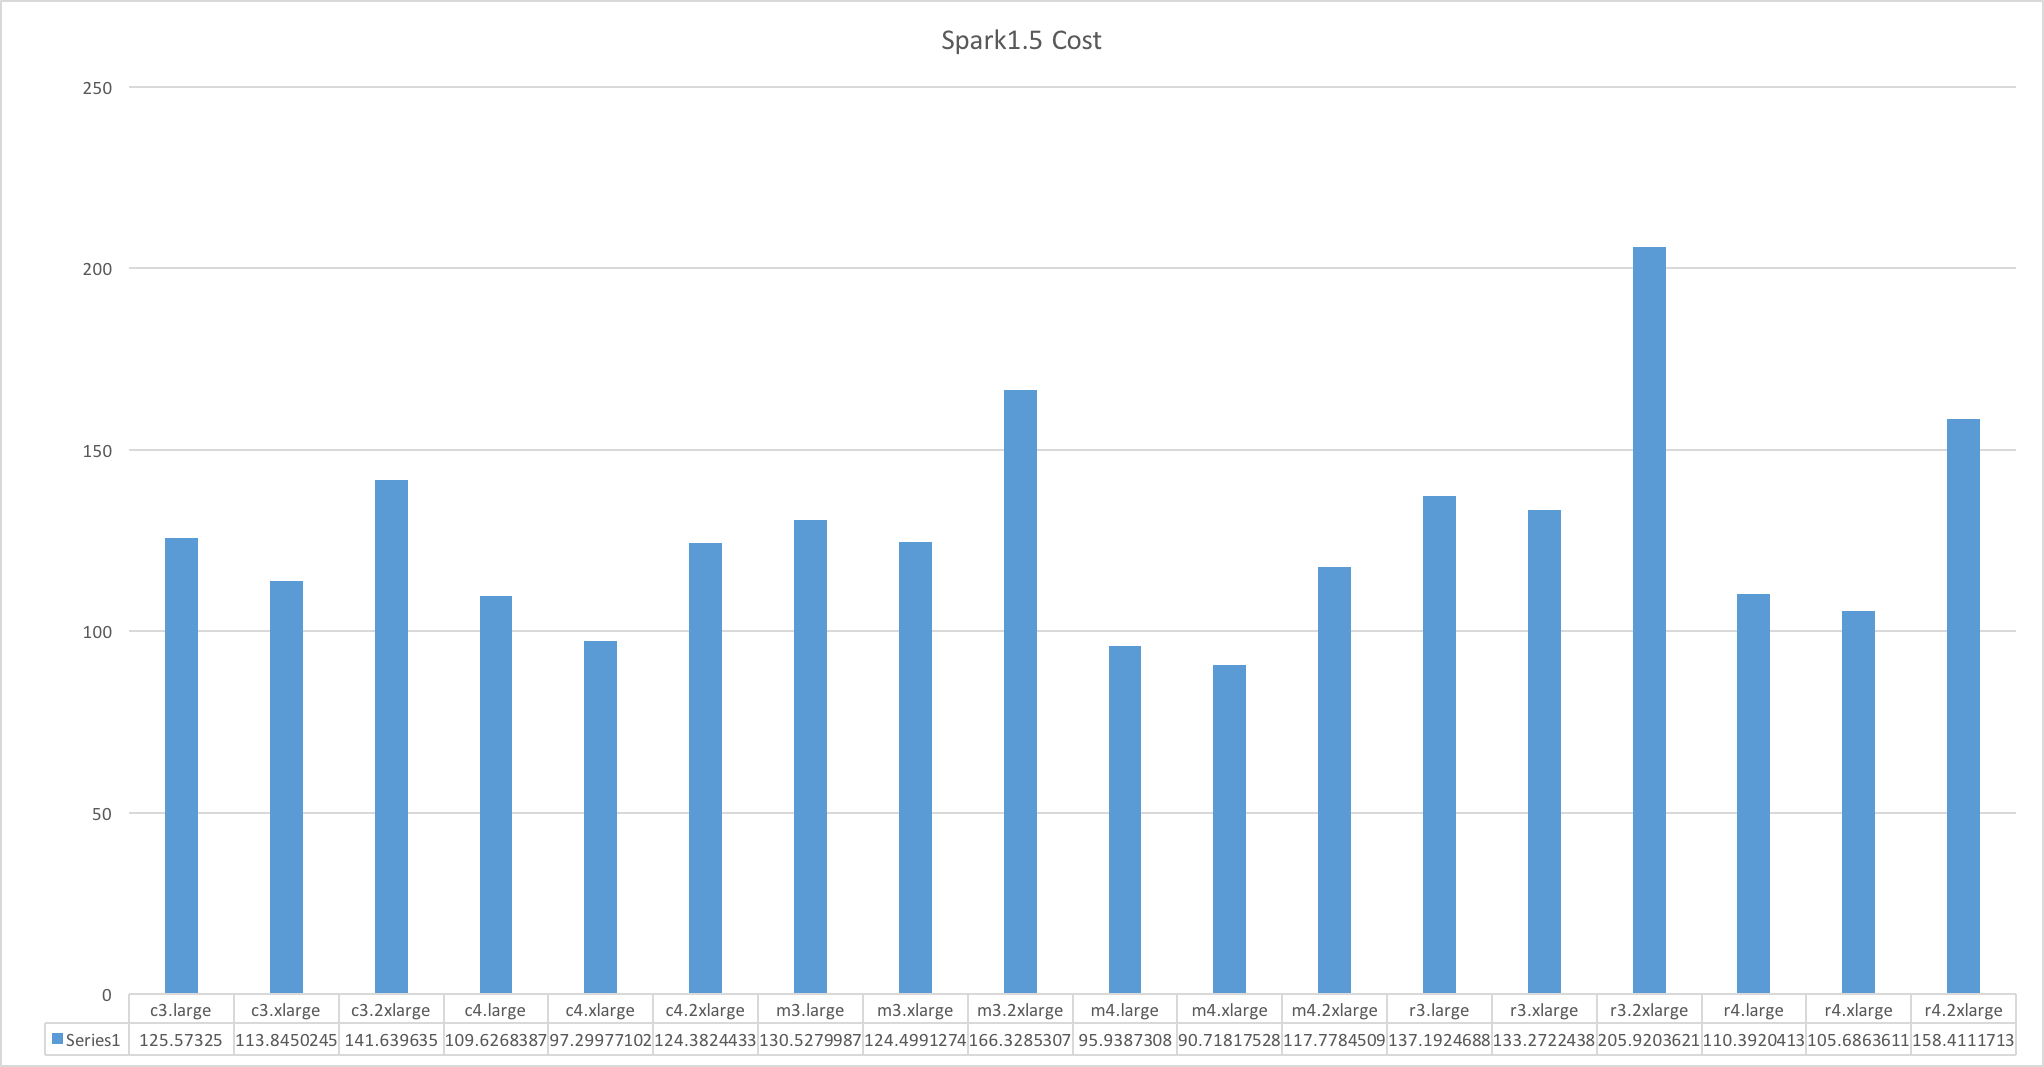 Spark1.5 Cost
250
200
150
100
50
0
c3.large c3.xlarge c3.2xlarge c4.large c4.xlarge c4.2xlarge m3.large m3.xlarge m3.2xlarge m4.large m4.xlarge m4.2xlarge r3.large r3.xlarge r3.2xlarge r4.large r4.xlarge r4.2xlarge
Series1 125.57325 113.8450245 141.639635 109.6268387 97.29977102 124.3824433 130.5279987 124.4991274 166.3285307 95.9387308 90.71817528 117.7784509 137.1924688 133.2722438 205.9203621 110.3920413 105.6863611 158.4111713